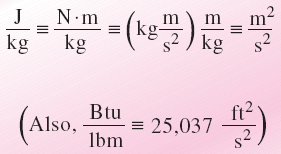 J/kg ≡ N·m/kg ≡ (kg m/s²) m/kg ≡ m²/s²
(Also, Btu/lbm ≡ 25,037 ft²/s²)